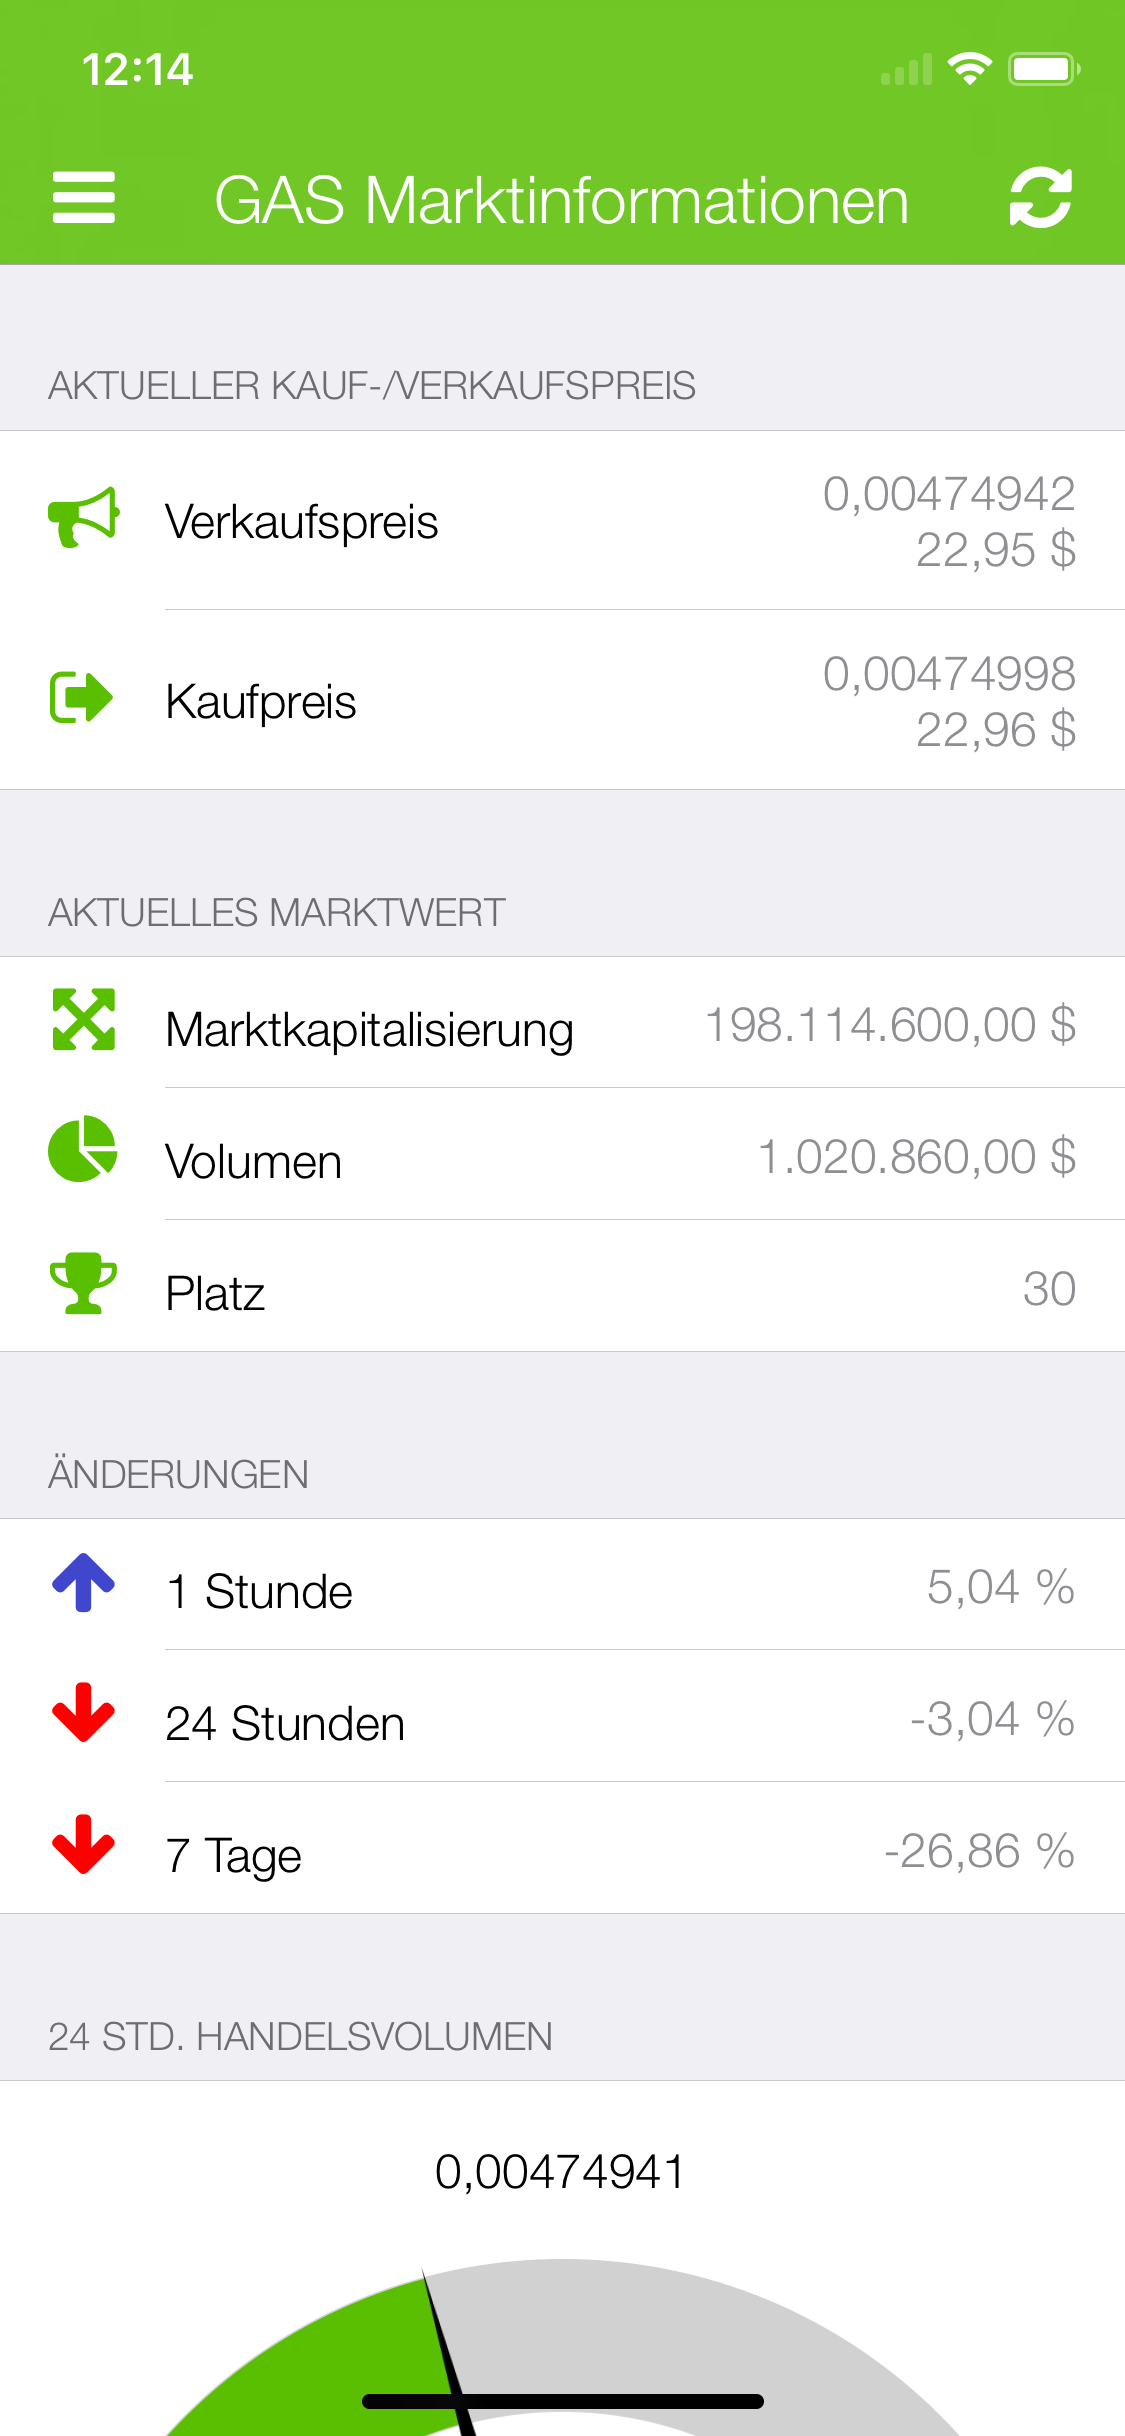 12:14
GAS Marktinformationen
AKTUELLER KAUF-/VERKAUFSPREIS
Verkaufspreis
0,00474942
22,95 $
Kaufpreis
0,00474998
22,96 $
AKTUELLES MARKTWERT
Marktkapitalisierung 198.114.600,00 $
Volumen 1.020.860,00 $
Platz 30
ÄNDERUNGEN
1 Stunde 5,04 %
24 Stunden -3,04 %
7 Tage -26,86 %
24 STD. HANDELSVOLUMEN
0,00474941